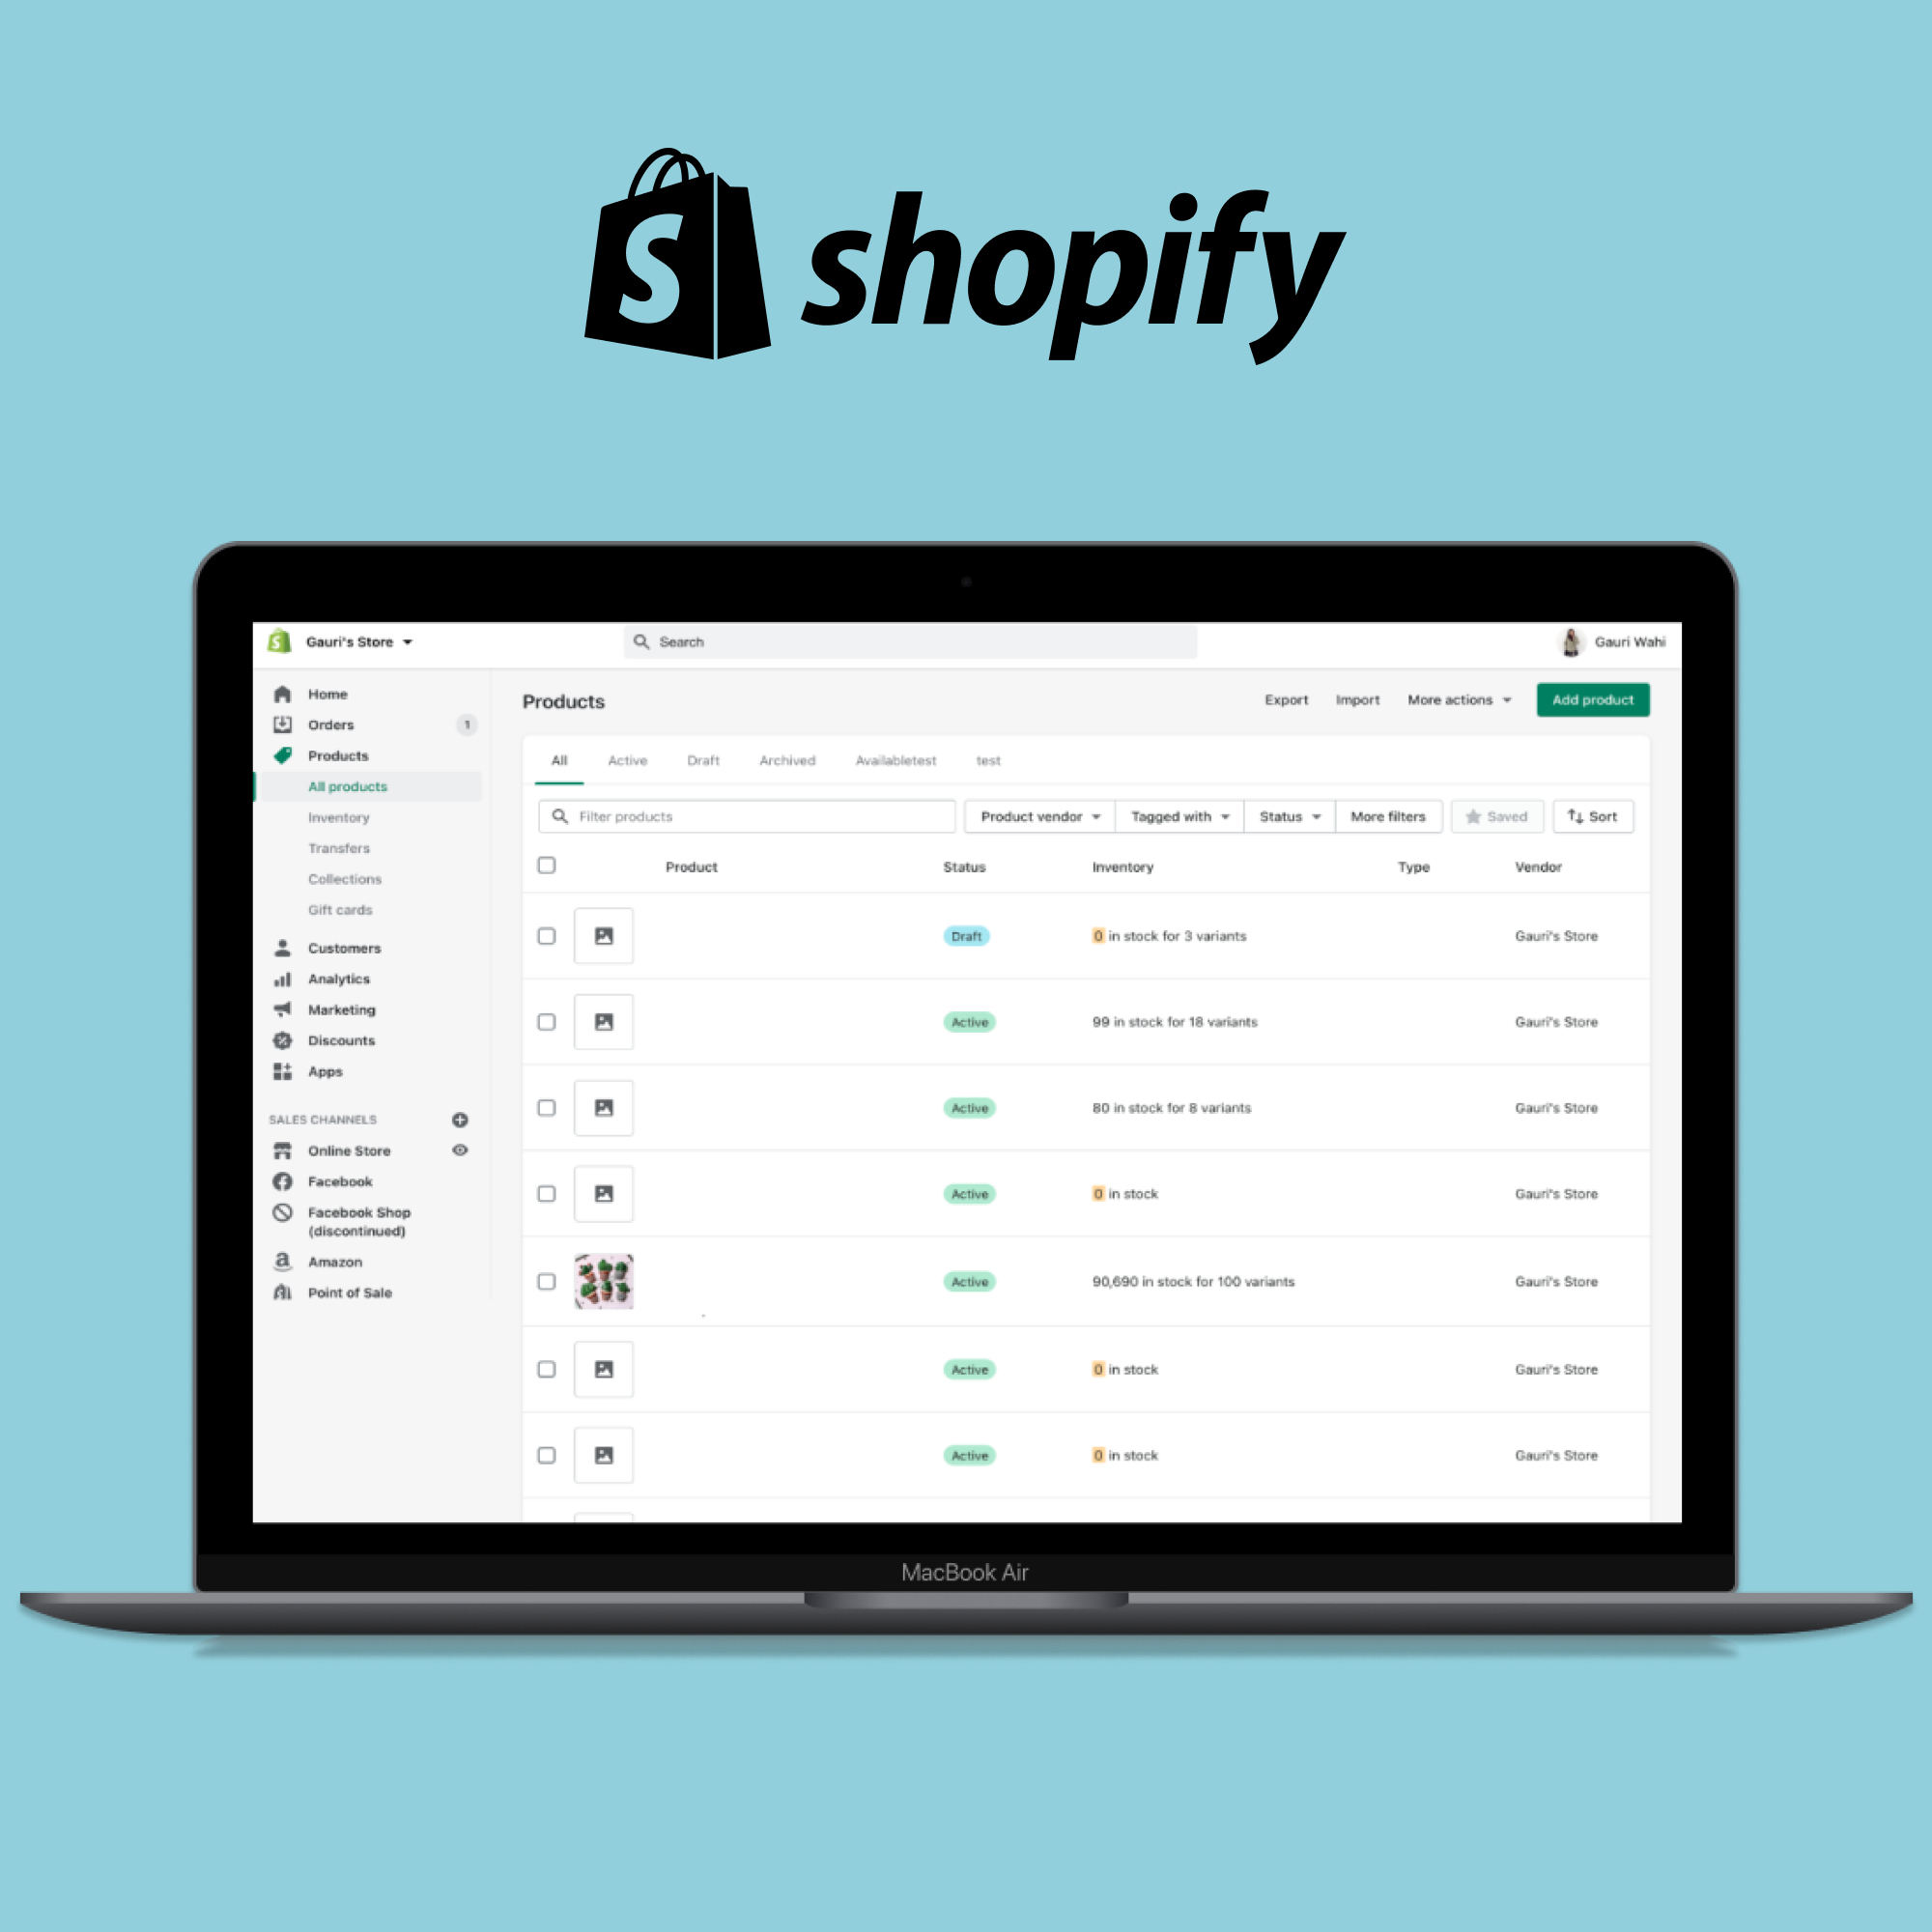 shopify
Gauri's Store
Search
Gauri Wahi
Home
Orders 1
Products
All products
Inventory
Transfers
Collections
Gift cards
Customers
Analytics
Marketing
Discounts
Apps
SALES CHANNELS
Online Store
Facebook
Facebook Shop
(discontinued)
Amazon
Point of Sale
Products Export Import More actions Add product
All Active Draft Archived Availabletest test
Filter products Product vendor Tagged with Status More filters Saved Sort
Product Status Inventory Type Vendor
Draft 0 in stock for 3 variants Gauri's Store
Active 99 in stock for 18 variants Gauri's Store
Active 80 in stock for 8 variants Gauri's Store
Active 0 in stock Gauri's Store
Active 90,690 in stock for 100 variants Gauri's Store
Active 0 in stock Gauri's Store
Active 0 in stock Gauri's Store
MacBook Air